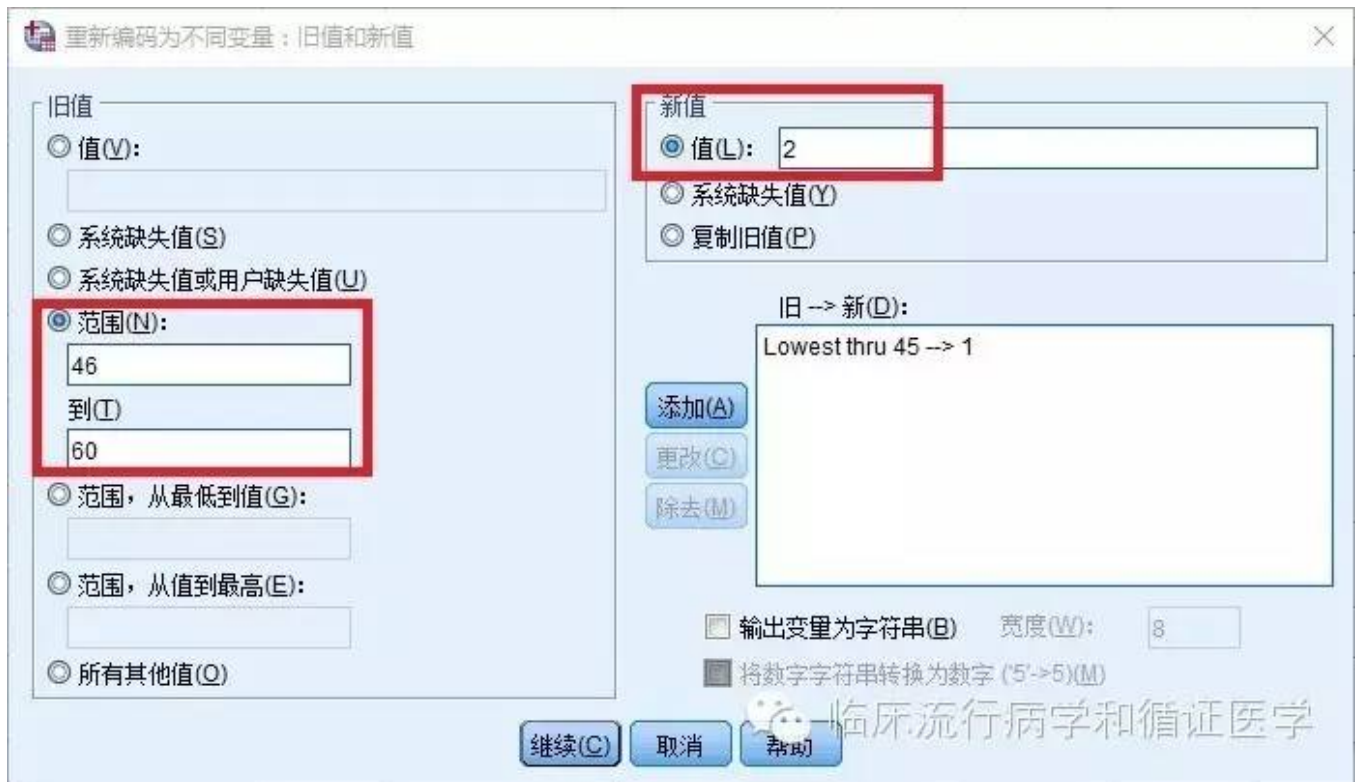 重新编码为不同变量:旧值和新值
旧值
值(V):
系统缺失值(S)
系统缺失值或用户缺失值(U)
范围(N):
46
到(T)
60
范围,从最低到值(G):
范围,从值到最高(E):
所有其他值(O)
新值
值(L): 2
系统缺失值(Y)
复制旧值(P)
旧 --> 新(D):
Lowest thru 45 --> 1
添加(A)
更改(C)
除去(M)
输出变量为字符串(B) 宽度(W): 8
将数字字符串转换为数字 ('5'->5)(M)
临床流行病学和循证医学
继续(C) 取消 帮助